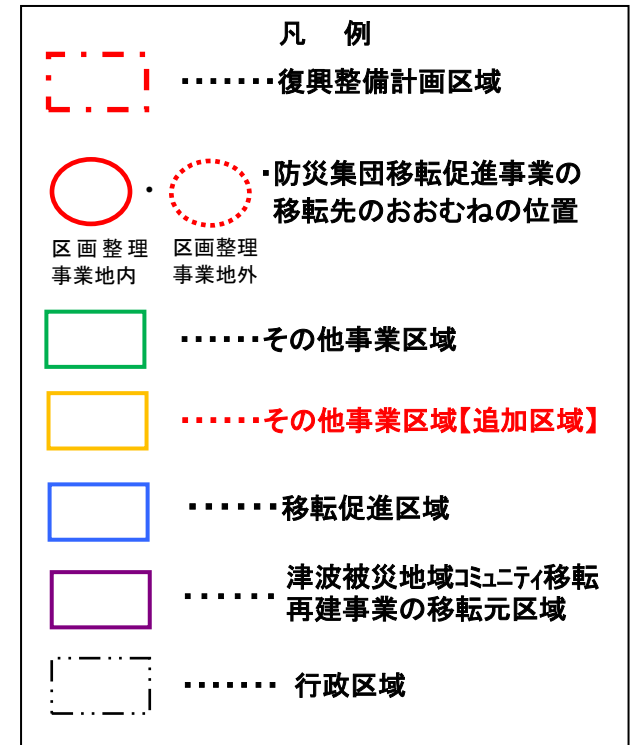 凡　例
・・・・・・・復興整備計画区域
・防災集団移転促進事業の
移転先のおおむねの位置
・
区画整理
事業地内
区画整理
事業地外
・・・・・・その他事業区域
・・・・・・その他事業区域【追加区域】
・・・・・・・移転促進区域
津波被災地域コミュニティ移転
・・・・・・再建事業の移転元区域
・・・・・・・行政区域